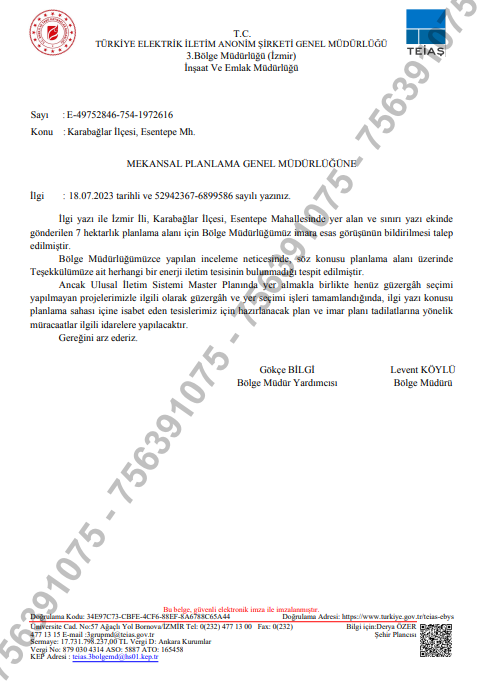 T.C.
TÜRKİYE ELEKTRİK İLETİM ANONİM ŞİRKETİ GENEL MÜDÜRLÜĞÜ
3.Bölge Müdürlüğü (İzmir)
İnşaat Ve Emlak Müdürlüğü
TEİAŞ
Sayı : E-49752846-754-1972616
Konu : Karabağlar İlçesi, Esentepe Mh.
MEKANSAL PLANLAMA GENEL MÜDÜRLÜĞÜNE
İlgi : 18.07.2023 tarihli ve 52942367-6899586 sayılı yazınız.
İlgi yazı ile İzmir İli, Karabağlar İlçesi, Esentepe Mahallesinde yer alan ve sınırı yazı ekinde
gönderilen 7 hektarlık planlama alanı için Bölge Müdürlüğümüz imara esas görüşünün bildirilmesi talep
edilmiştir.
Bölge Müdürlüğümüzce yapılan inceleme neticesinde, söz konusu planlama alanı üzerinde
Teşekkülümüze ait herhangi bir enerji iletim tesisinin bulunmadığı tespit edilmiştir.
Ancak Ulusal İletim Sistemi Master Planında yer almakla birlikte henüz güzergâh seçimi
yapılmayan projelerimizle ilgili olarak güzergâh ve yer seçimi işleri tamamlandığında, ilgi yazı konusu
planlama sahası içine isabet eden tesislerimiz için hazırlanacak plan ve imar planı tadilatlarına yönelik
müracaatlar ilgili idarelere yapılacaktır.
Gereğini arz ederiz.
Gökçe BİLGİ Levent KÖYLÜ
Bölge Müdür Yardımcısı Bölge Müdürü
756391075 - 756391075 - 756391075 - 756391075
Bu belge, güvenli elektronik imza ile imzalanmıştır.
Doğrulama Kodu: 34E97C73-CBFE-4CF6-88EF-8A6788C65A44 Doğrulama Adresi: https://www.turkiye.gov.tr/teias-ebys
Üniversite Cad. No:57 Ağaçlı Yol Bornova/İZMİR Tel: 0(232) 477 13 00 Fax: 0(232) Bilgi için:Derya ÖZER
477 13 15 E-mail :3grupmd@teias.gov.tr Şehir Plancısı
Sermaye: 17.731.798.237,00 TL Vergi D: Ankara Kurumlar
Vergi No: 879 030 4314 ASO: 5887 ATO: 165458
KEP Adresi : teias.3bolgemd@hs01.kep.tr